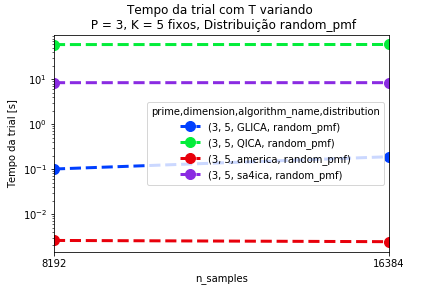 Tempo da trial com T variando
P = 3, K = 5 fixos, Distribuição random_pmf
Tempo da trial [s]
10¹
10⁰
10⁻¹
10⁻²
prime,dimension,algorithm_name,distribution
(3, 5, GLICA, random_pmf)
(3, 5, QICA, random_pmf)
(3, 5, america, random_pmf)
(3, 5, sa4ica, random_pmf)
8192
16384
n_samples